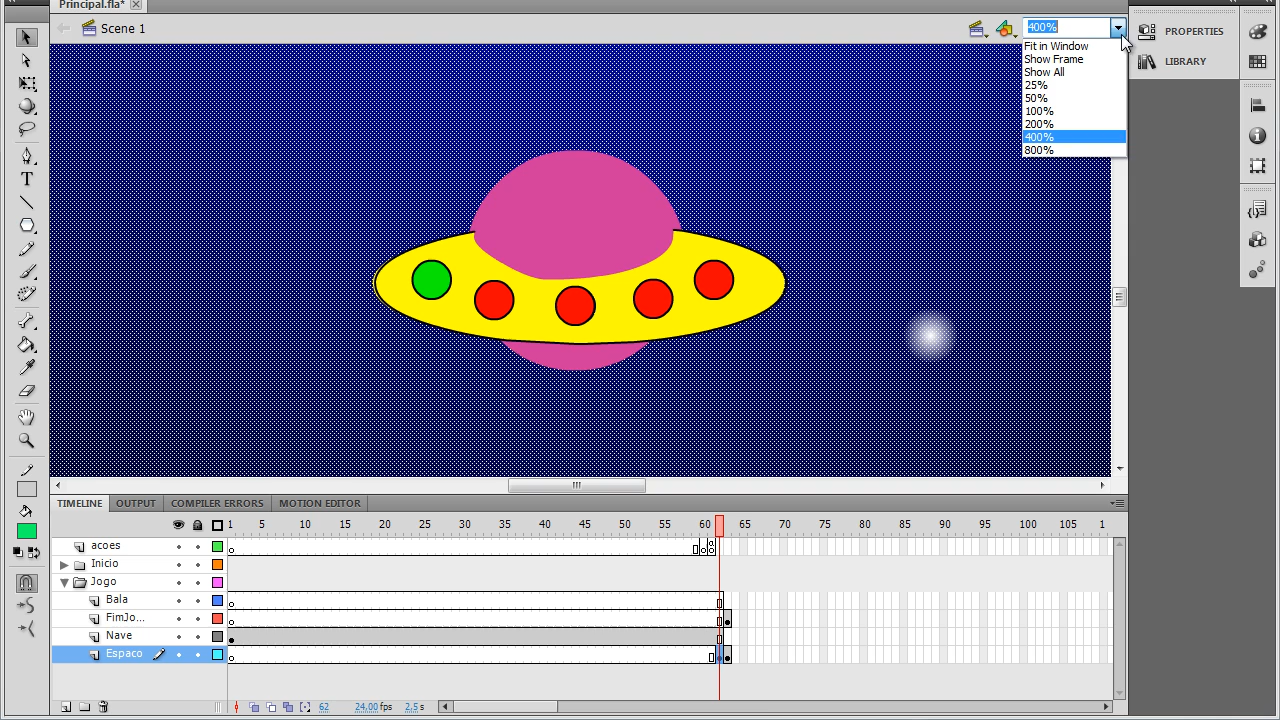 Principal.fla*
Scene 1
400%
Fit in Window
Show Frame
Show All
25%
50%
100%
200%
400%
800%
PROPERTIES
LIBRARY
T
TIMELINE OUTPUT COMPILER ERRORS MOTION EDITOR
1 5 10 15 20 25 30 35 40 45 50 55 60 65 70 75 80 85 90 95 100 105 1
acoes
Inicio
Jogo
Bala
FimJo...
Nave
Espaco
62 24,00 fps 2,5 s